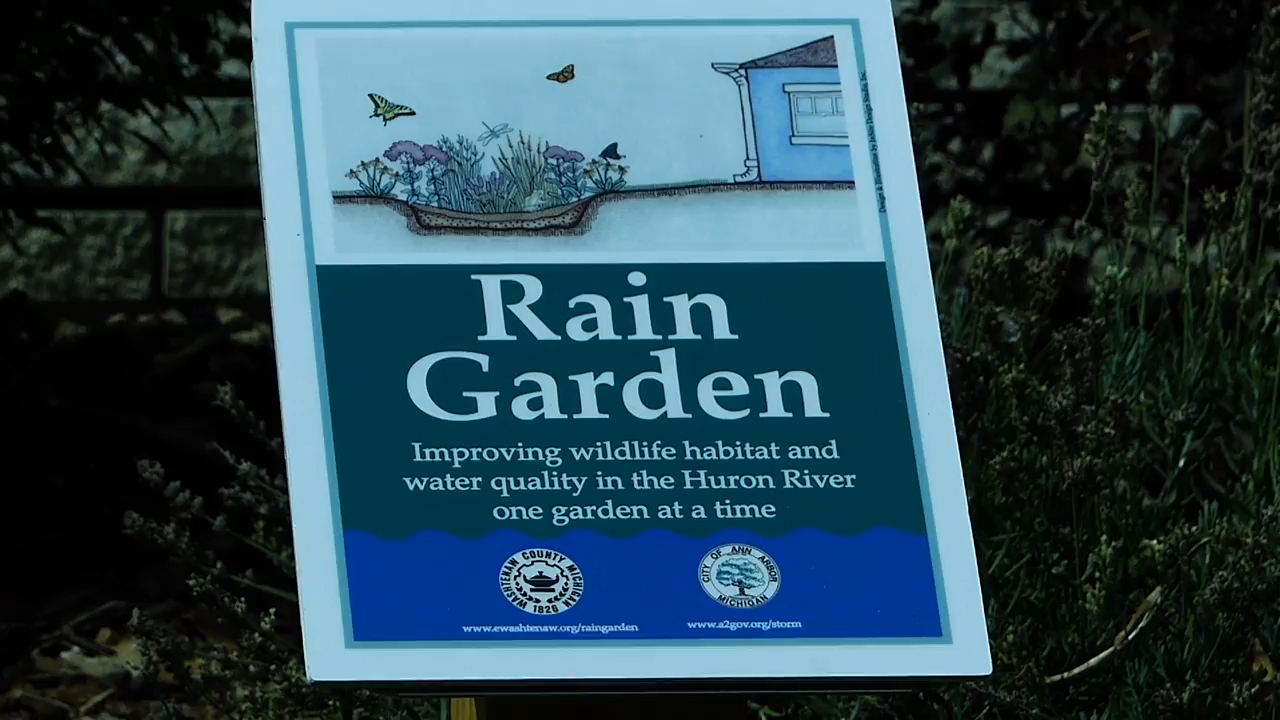 Rain
Garden
Improving wildlife habitat and
water quality in the Huron River
one garden at a time
WASHTENAW COUNTY MICHIGAN
1826
CITY OF ANN ARBOR
MICHIGAN
www.ewashtenaw.org/raingarden
www.a2gov.org/storm